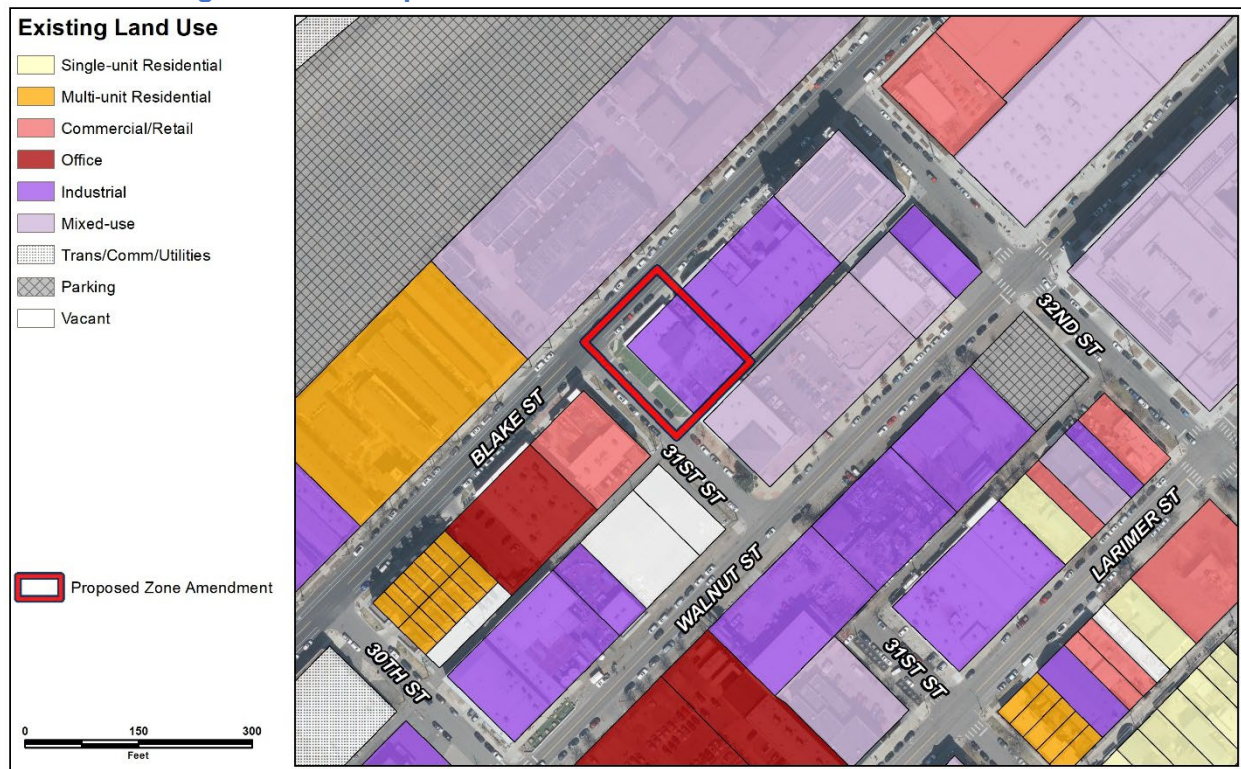 Existing Land Use
Single-unit Residential
Multi-unit Residential
Commercial/Retail
Office
Industrial
Mixed-use
Trans/Comm/Utilities
Parking
Vacant
Proposed Zone Amendment
0 150 300
Feet
BLAKE ST
31ST ST
32ND ST
WALNUT ST
LARIMER ST
30TH ST
31ST ST